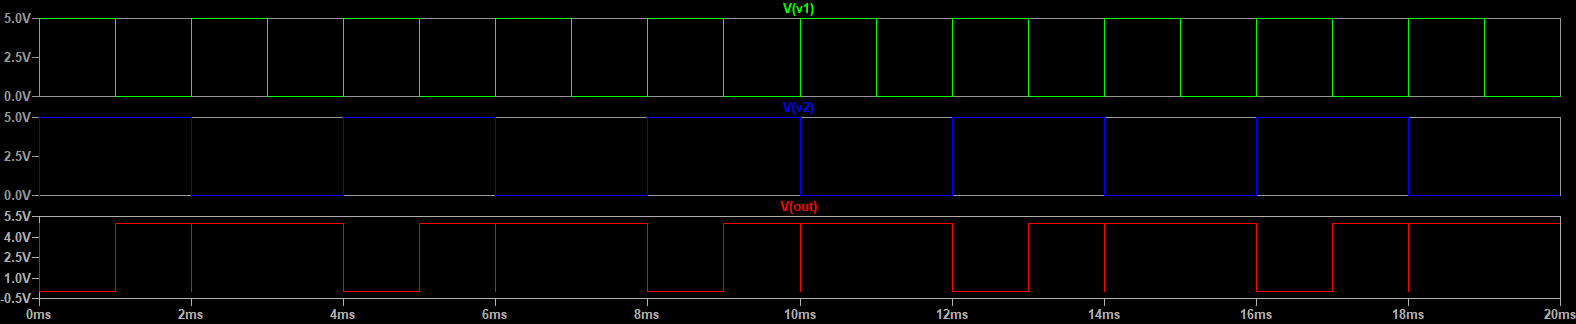 V(v1)
5.0V
2.5V
0.0V
V(v2)
5.0V
2.5V
0.0V
V(out)
5.5V
4.0V
2.5V
1.0V
-0.5V
0ms 2ms 4ms 6ms 8ms 10ms 12ms 14ms 16ms 18ms 20ms